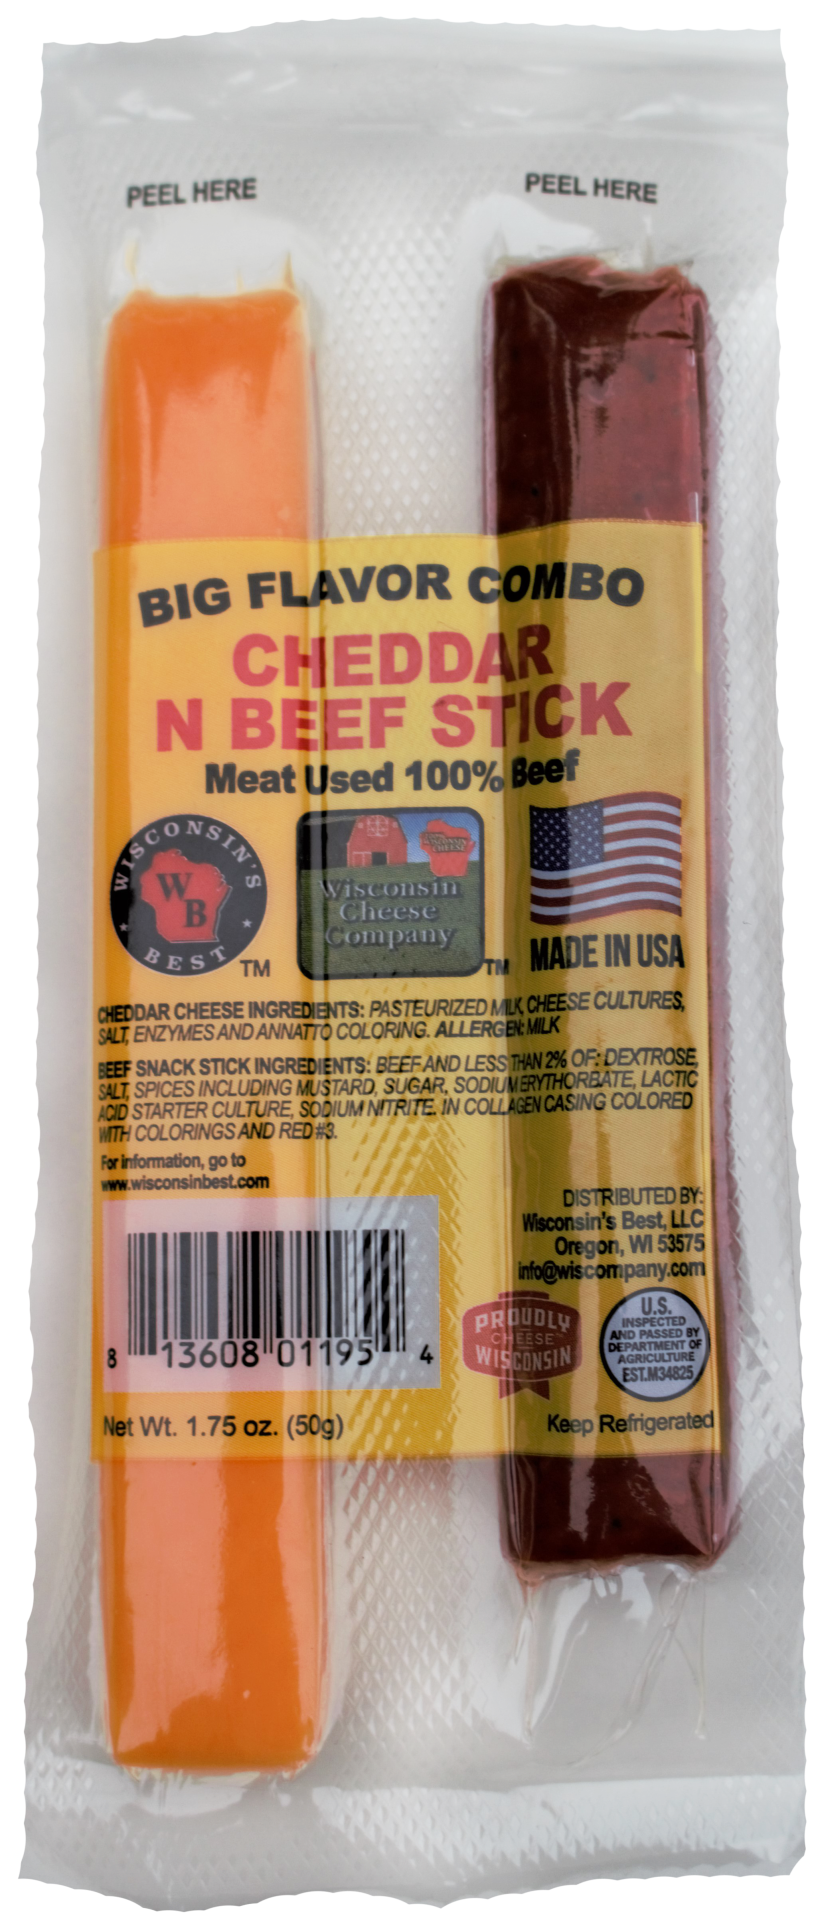 PEEL HERE
PEEL HERE
BIG FLAVOR COMBO
CHEDDAR
N BEEF STICK
Meat Used 100% Beef
WISCONSIN'S
WB
BEST
TM
WISCONSIN
CHEESE
Wisconsin
Cheese
Company
TM
MADE IN USA
CHEDDAR CHEESE INGREDIENTS: PASTEURIZED MILK, CHEESE CULTURES,
SALT, ENZYMES AND ANNATTO COLORING. ALLERGEN: MILK
BEEF SNACK STICK INGREDIENTS: BEEF AND LESS THAN 2% OF: DEXTROSE,
SALT, SPICES INCLUDING MUSTARD, SUGAR, SODIUM ERYTHORBATE, LACTIC
ACID STARTER CULTURE, SODIUM NITRITE. IN COLLAGEN CASING COLORED
WITH COLORINGS AND RED #3.
For information, go to
www.wisconsinbest.com
8 13608 01195 4
Net Wt. 1.75 oz. (50g)
DISTRIBUTED BY:
Wisconsin's Best, LLC
Oregon, WI 53575
info@wiscompany.com
PROUDLY
CHEESE™
WISCONSIN
U.S.
INSPECTED
AND PASSED BY
DEPARTMENT OF
AGRICULTURE
EST.M34825
Keep Refrigerated